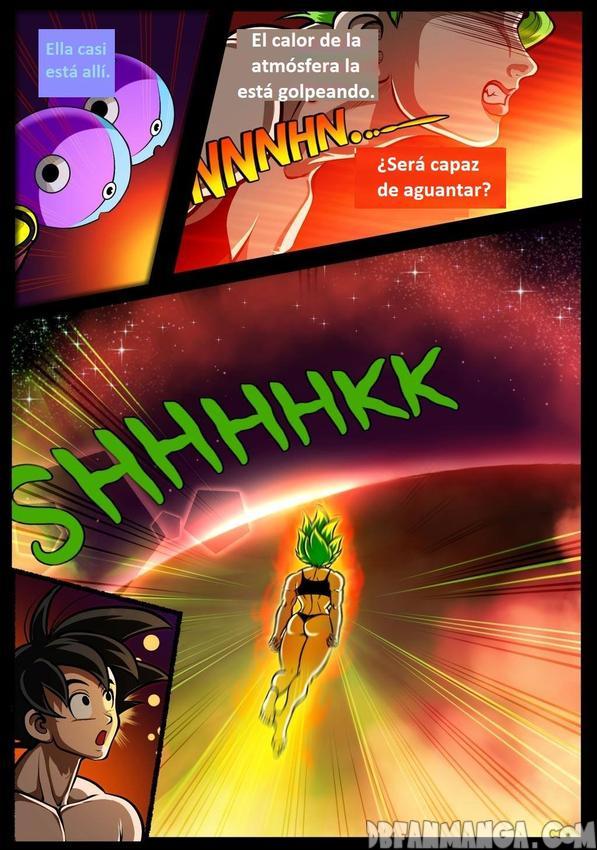 Ella casi
está allí.
El calor de la
atmósfera la
está golpeando.
NNNNHN...
¿Será capaz
de aguantar?
SHHHHKK
DBFANMANGA.COM